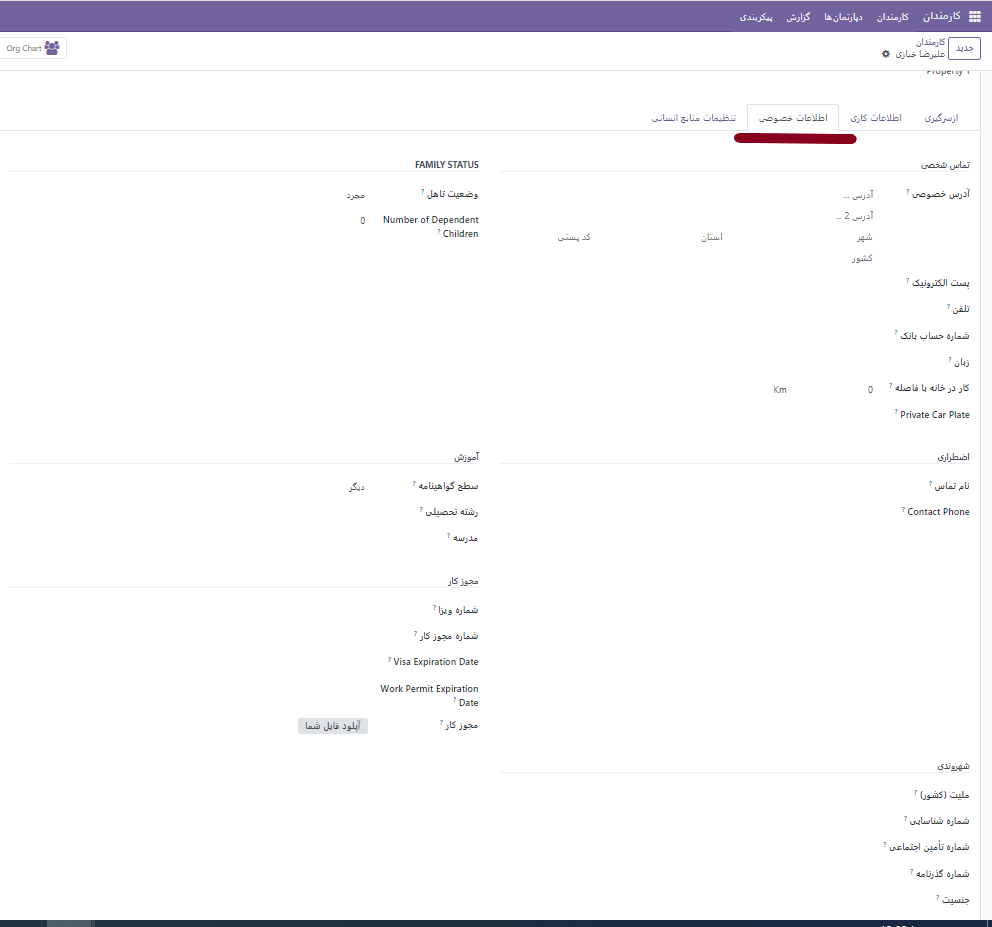 کارمندان کارمندان دپارتمان‌ها گزارش پیکربندی
جدید
کارمندان
علیرضا خبازی
Org Chart
Property 1
ازسرگیری اطلاعات کاری اطلاعات خصوصی تنظیمات منابع انسانی
تماس شخصی
آدرس خصوصی ?
آدرس ...
آدرس 2 ...
شهر استان کد پستی
کشور
پست الکترونیک ?
تلفن ?
شماره حساب بانک ?
زبان ?
کار در خانه با فاصله ? 0 Km
Private Car Plate ?
FAMILY STATUS
وضعیت تاهل ? مجرد
Number of Dependent 0
Children ?
اضطراری
نام تماس ?
Contact Phone ?
آموزش
سطح گواهینامه ? دیگر
رشته تحصیلی ?
مدرسه ?
مجوز کار
شماره ویزا ?
شماره مجوز کار ?
Visa Expiration Date ?
Work Permit Expiration
Date ?
مجوز کار ? آپلود فایل شما
شهروندی
ملیت (کشور) ?
شماره شناسایی ?
شماره تأمین اجتماعی ?
شماره گذرنامه ?
جنسیت ?